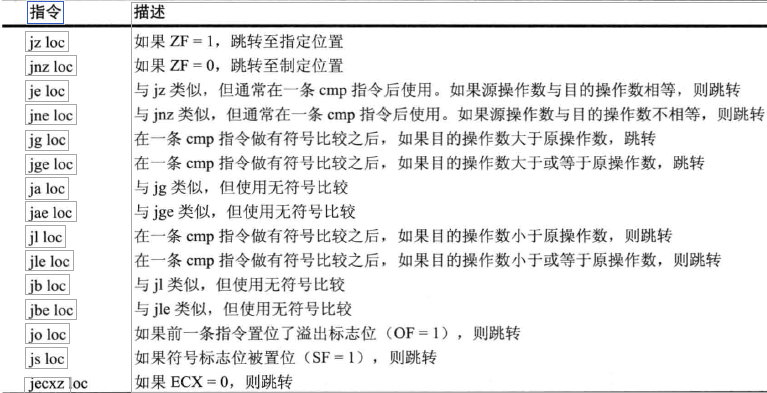 指令 描述
jz loc 如果 ZF = 1，跳转至指定位置
jnz loc 如果 ZF = 0，跳转至制定位置
je loc 与 jz 类似，但通常在一条 cmp 指令后使用。如果源操作数与目的操作数相等，则跳转
jne loc 与 jnz 类似，但通常在一条 cmp 指令后使用。如果源操作数与目的操作数不相等，则跳转
jg loc 在一条 cmp 指令做有符号比较之后，如果目的操作数大于原操作数，跳转
jge loc 在一条 cmp 指令做有符号比较之后，如果目的操作数大于或等于原操作数，跳转
ja loc 与 jg 类似，但使用无符号比较
jae loc 与 jge 类似，但使用无符号比较
jl loc 在一条 cmp 指令做有符号比较之后，如果目的操作数小于原操作数，则跳转
jle loc 在一条 cmp 指令做有符号比较之后，如果目的操作数小于或等于原操作数，则跳转
jb loc 与 jl 类似，但使用无符号比较
jbe loc 与 jle 类似，但使用无符号比较
jo loc 如果前一条指令置位了溢出标志位（OF = 1），则跳转
js loc 如果符号标志位被置位（SF = 1），则跳转
jecxz loc 如果 ECX = 0，则跳转